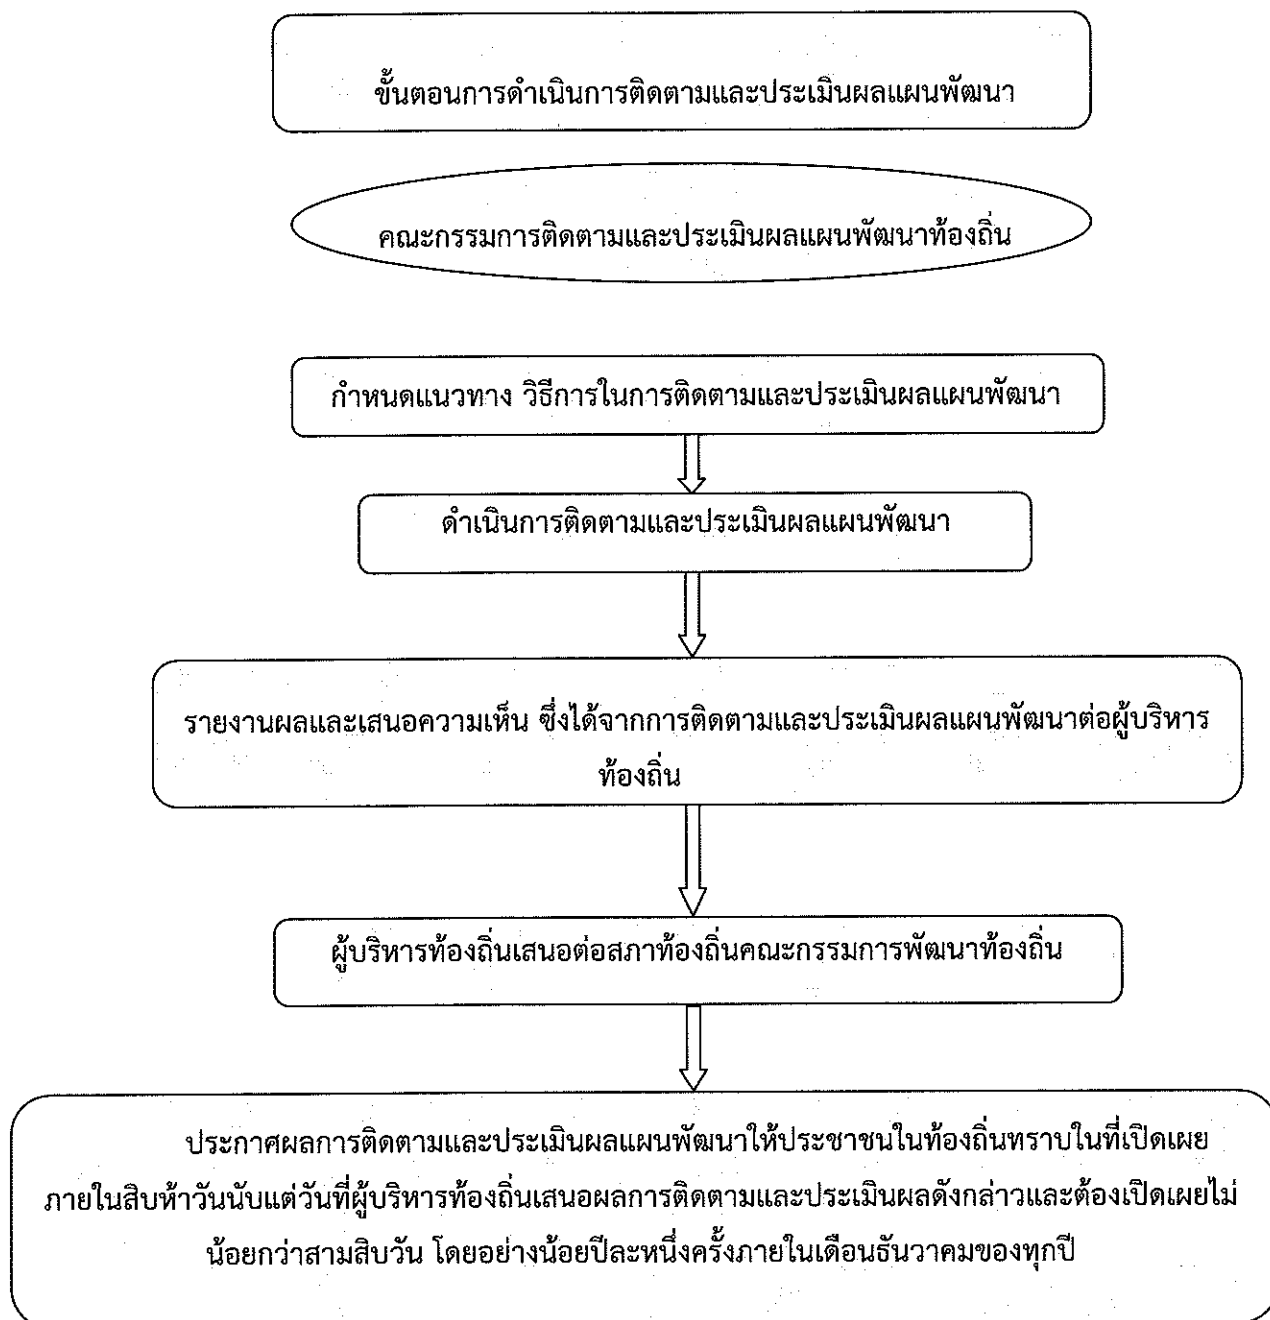 ขั้นตอนการดำเนินการติดตามและประเมินผลแผนพัฒนา
คณะกรรมการติดตามและประเมินผลแผนพัฒนาท้องถิ่น
กำหนดแนวทาง วิธีการในการติดตามและประเมินผลแผนพัฒนา
ดำเนินการติดตามและประเมินผลแผนพัฒนา
รายงานผลและเสนอความเห็น ซึ่งได้จากการติดตามและประเมินผลแผนพัฒนาต่อผู้บริหาร
ท้องถิ่น
ผู้บริหารท้องถิ่นเสนอต่อสภาท้องถิ่นคณะกรรมการพัฒนาท้องถิ่น
ประกาศผลการติดตามและประเมินผลแผนพัฒนาให้ประชาชนในท้องถิ่นทราบในที่เปิดเผย
ภายในสิบห้าวันนับแต่วันที่ผู้บริหารท้องถิ่นเสนอผลการติดตามและประเมินผลดังกล่าวและต้องเปิดเผยไม่
น้อยกว่าสามสิบวัน โดยอย่างน้อยปีละหนึ่งครั้งภายในเดือนธันวาคมของทุกปี